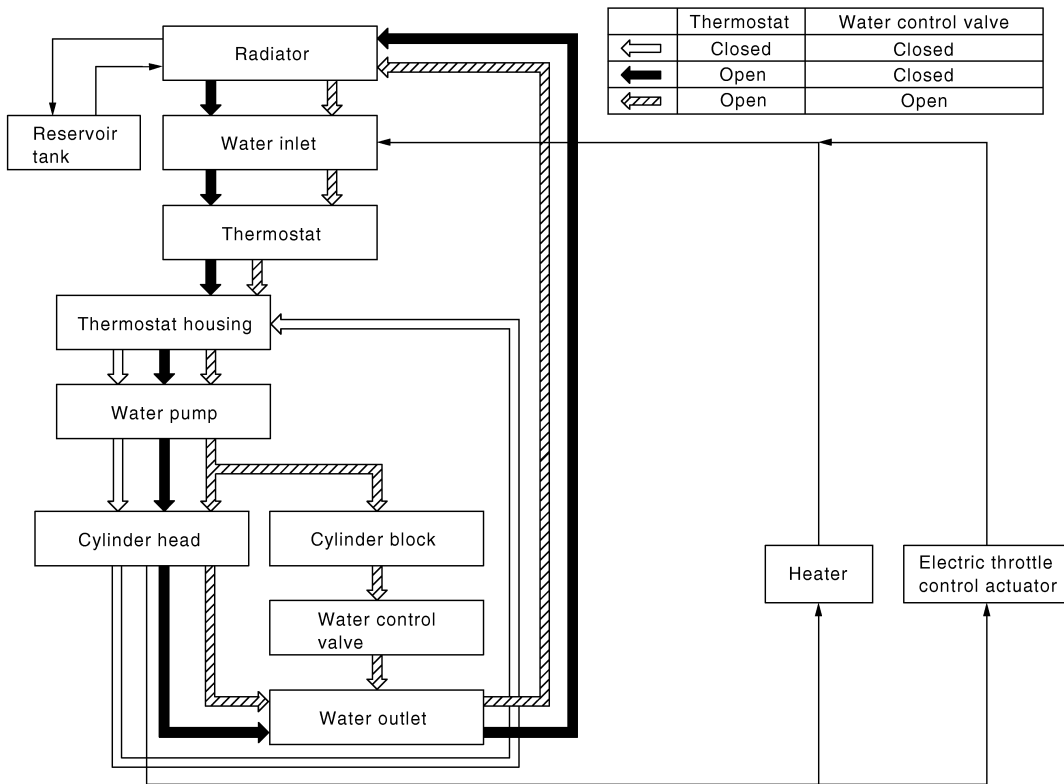 Thermostat Water control valve
Closed Closed
Open Closed
Open Open
Radiator
Reservoir
tank
Water inlet
Thermostat
Thermostat housing
Water pump
Cylinder head
Cylinder block
Heater
Electric throttle
control actuator
Water control
valve
Water outlet